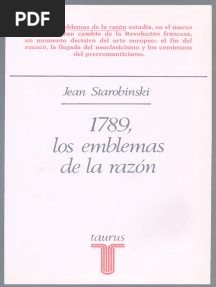 PDF
emblemas de la razón estudia, en el marco
cambio de la Revolución francesa,
un momento decisivo del arte europeo: el fin del
rococó, la llegada del neoclasicismo y los comienzos
del prerromanticismo.
Jean Starobinski
1789,
los emblemas
de la razón
taurus